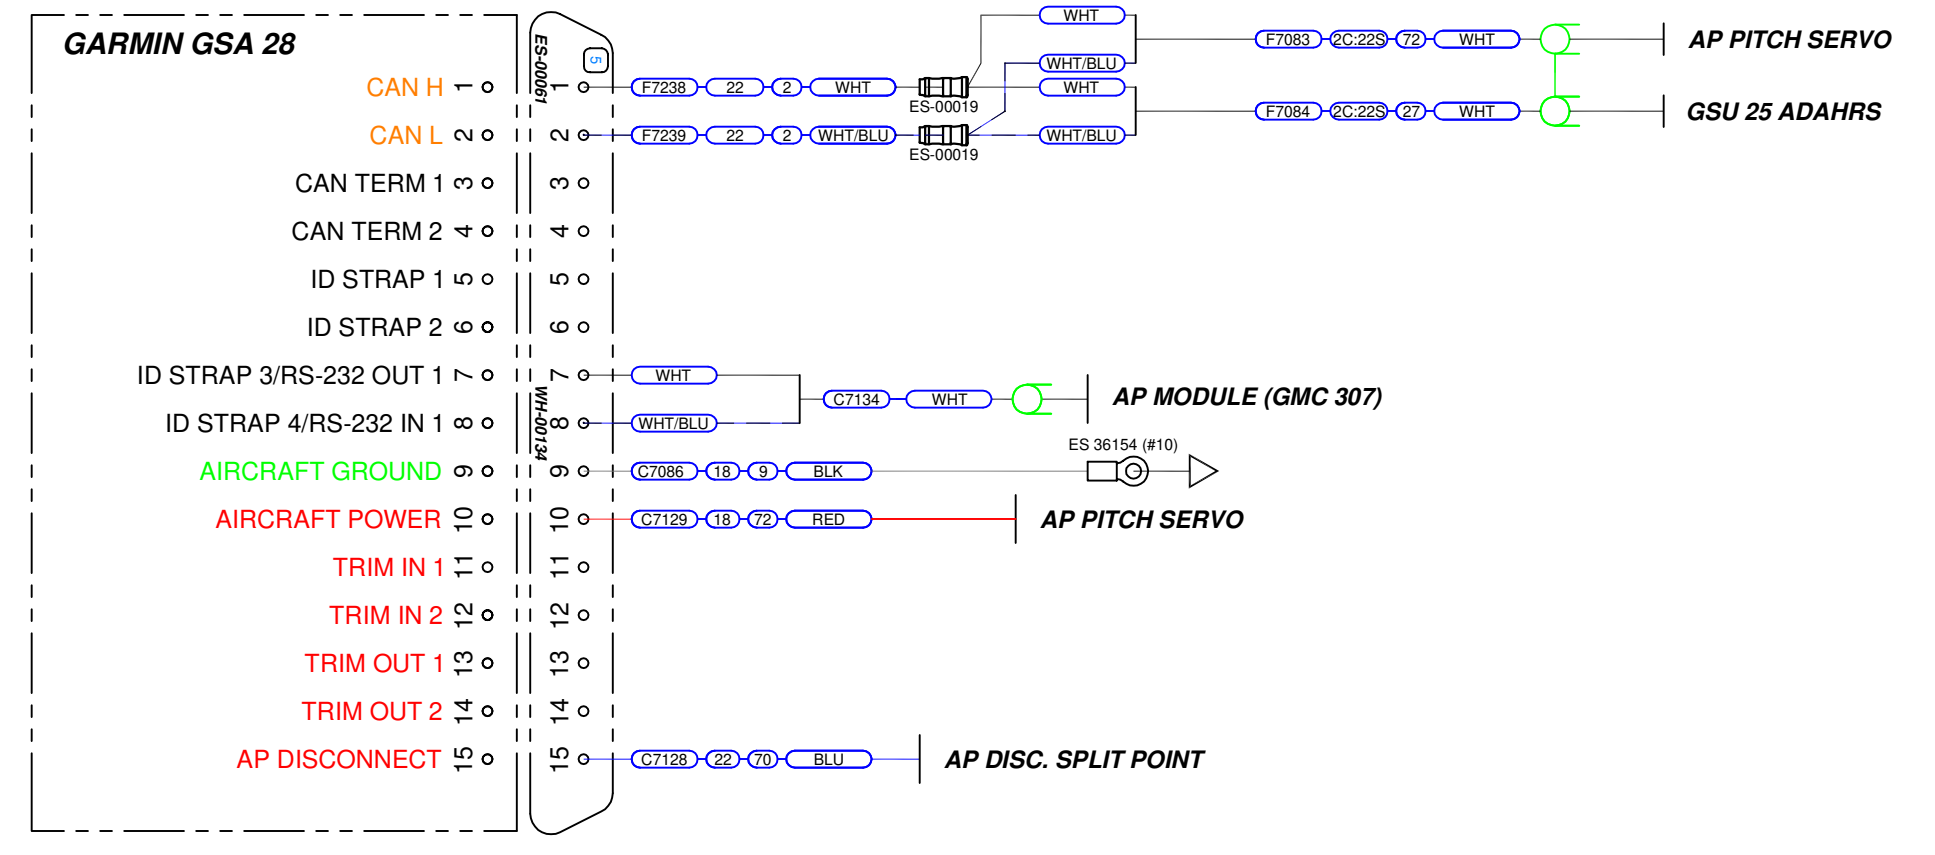 GARMIN GSA 28
ES-00061
5
WH-00134
CAN H 1 1 F7238 22 2 WHT ES-00019 WHT
CAN L 2 2 F7239 22 2 WHT/BLU ES-00019 WHT/BLU
WHT
WHT/BLU
F7083 2C:22S 72 WHT AP PITCH SERVO
F7084 2C:22S 27 WHT GSU 25 ADAHRS
CAN TERM 1 3 3
CAN TERM 2 4 4
ID STRAP 1 5 5
ID STRAP 2 6 6
ID STRAP 3/RS-232 OUT 1 7 7 WHT
C7134 WHT AP MODULE (GMC 307)
ID STRAP 4/RS-232 IN 1 8 8 WHT/BLU
ES 36154 (#10)
AIRCRAFT GROUND 9 9 C7086 18 9 BLK
AIRCRAFT POWER 10 10 C7129 18 72 RED AP PITCH SERVO
TRIM IN 1 11 11
TRIM IN 2 12 12
TRIM OUT 1 13 13
TRIM OUT 2 14 14
AP DISCONNECT 15 15 C7128 22 70 BLU AP DISC. SPLIT POINT